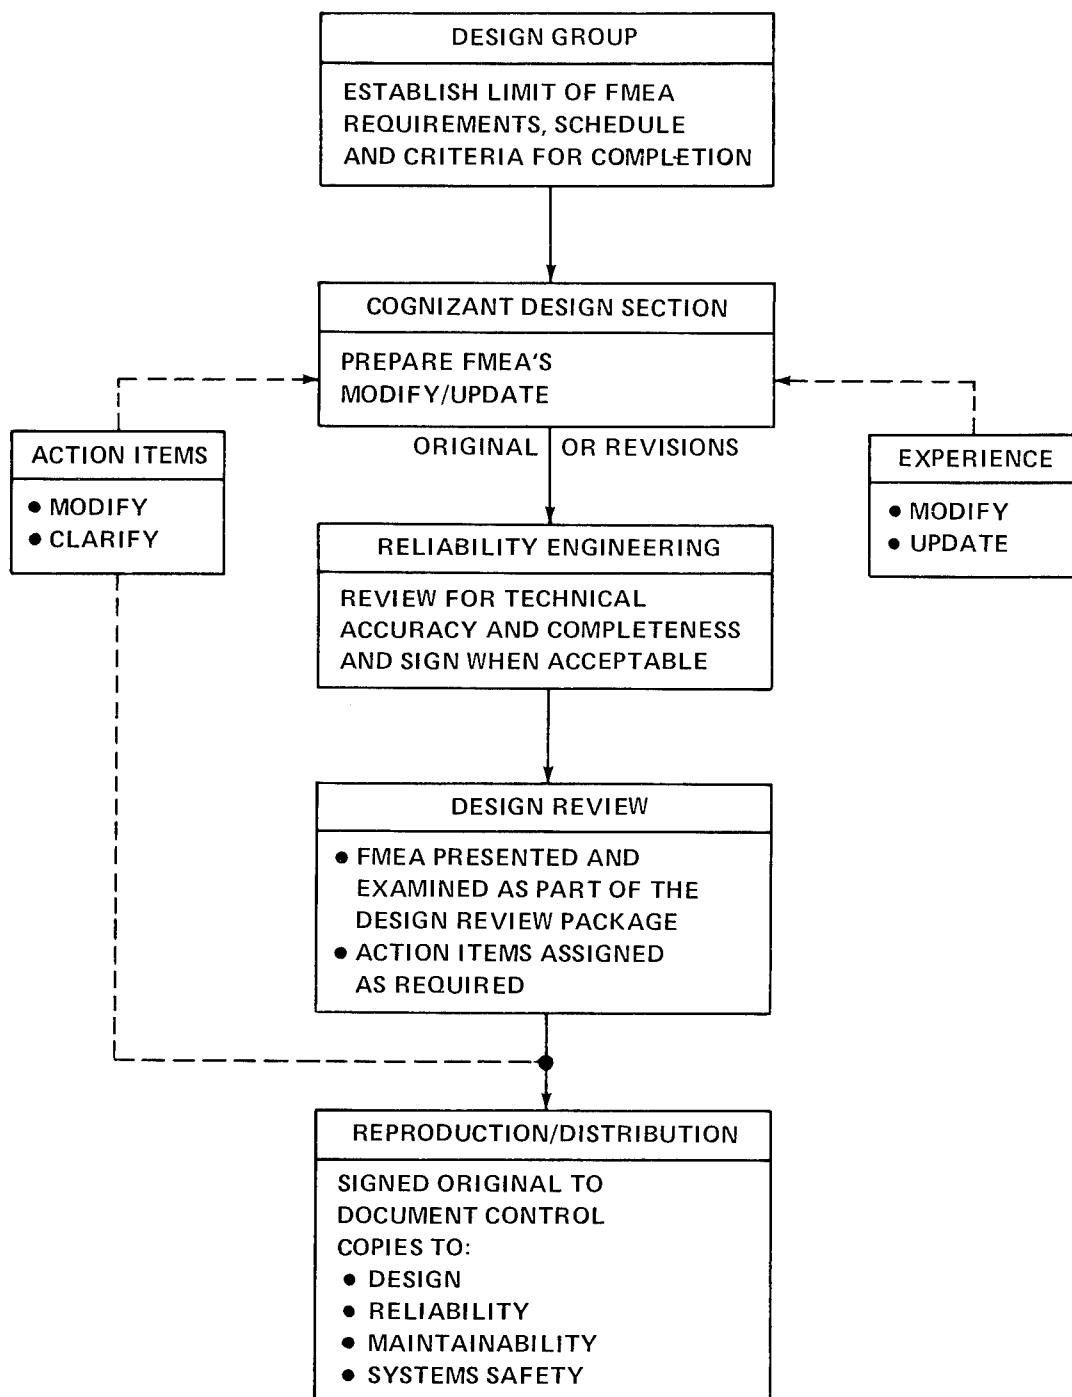 DESIGN GROUP
ESTABLISH LIMIT OF FMEA
REQUIREMENTS, SCHEDULE
AND CRITERIA FOR COMPLETION
COGNIZANT DESIGN SECTION
PREPARE FMEA'S
MODIFY/UPDATE
ORIGINAL OR REVISIONS
ACTION ITEMS
● MODIFY
● CLARIFY
EXPERIENCE
● MODIFY
● UPDATE
RELIABILITY ENGINEERING
REVIEW FOR TECHNICAL
ACCURACY AND COMPLETENESS
AND SIGN WHEN ACCEPTABLE
DESIGN REVIEW
● FMEA PRESENTED AND
EXAMINED AS PART OF THE
DESIGN REVIEW PACKAGE
● ACTION ITEMS ASSIGNED
AS REQUIRED
REPRODUCTION/DISTRIBUTION
SIGNED ORIGINAL TO
DOCUMENT CONTROL
COPIES TO:
● DESIGN
● RELIABILITY
● MAINTAINABILITY
● SYSTEMS SAFETY